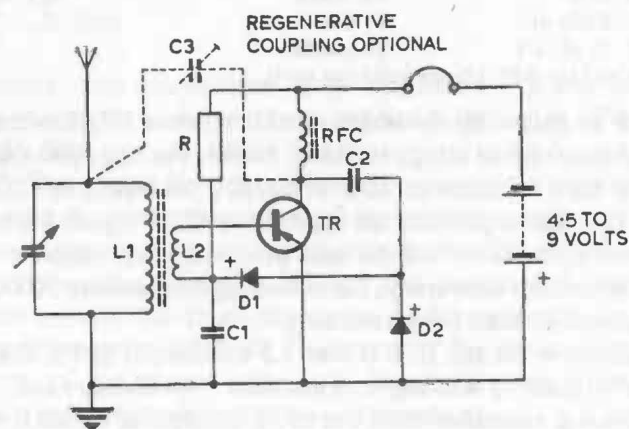 REGENERATIVE
COUPLING OPTIONAL
C3
R
RFC
C2
L1
L2
TR
4·5 TO
9 VOLTS
+
D1
+
D2
C1
+